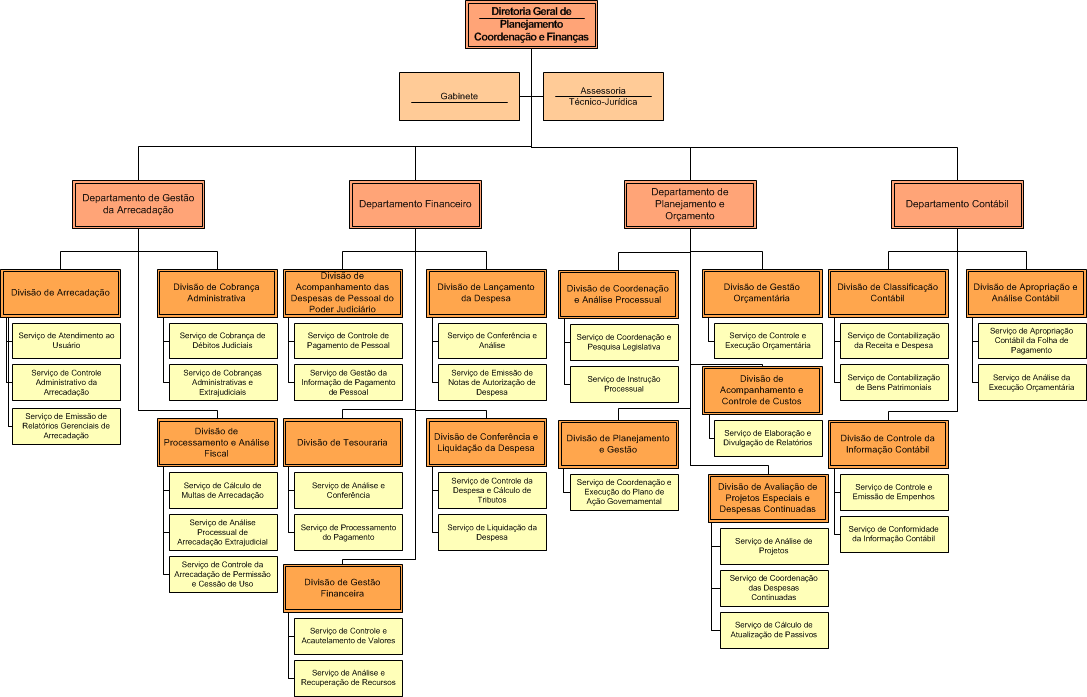 Diretoria Geral de
Planejamento
Coordenação e Finanças
Gabinete
Assessoria
Técnico-Jurídica
Departamento de Gestão
da Arrecadação
Departamento Financeiro
Departamento de
Planejamento e
Orçamento
Departamento Contábil
Divisão de Arrecadação
Serviço de Atendimento ao
Usuário
Serviço de Controle
Administrativo da
Arrecadação
Serviço de Emissão de
Relatórios Gerenciais de
Arrecadação
Divisão de Cobrança
Administrativa
Serviço de Cobrança de
Débitos Judiciais
Serviço de Cobranças
Administrativas e
Extrajudiciais
Divisão de
Processamento e Análise
Fiscal
Serviço de Cálculo de
Multas de Arrecadação
Serviço de Análise
Processual de
Arrecadação Extrajudicial
Serviço de Controle da
Arrecadação de Permissão
e Cessão de Uso
Divisão de
Acompanhamento das
Despesas de Pessoal do
Poder Judiciário
Serviço de Controle de
Pagamento de Pessoal
Serviço de Gestão da
Informação de Pagamento
de Pessoal
Divisão de Tesouraria
Serviço de Análise e
Conferência
Serviço de Processamento
do Pagamento
Divisão de Gestão
Financeira
Serviço de Controle e
Acautelamento de Valores
Serviço de Análise e
Recuperação de Recursos
Divisão de Lançamento
da Despesa
Serviço de Conferência e
Análise
Serviço de Emissão de
Notas de Autorização de
Despesa
Divisão de Conferência e
Liquidação da Despesa
Serviço de Controle da
Despesa e Cálculo de
Tributos
Serviço de Liquidação da
Despesa
Divisão de Coordenação
e Análise Processual
Serviço de Coordenação e
Pesquisa Legislativa
Serviço de Instrução
Processual
Divisão de Planejamento
e Gestão
Serviço de Coordenação e
Execução do Plano de
Ação Governamental
Divisão de Gestão
Orçamentária
Serviço de Controle e
Execução Orçamentária
Divisão de
Acompanhamento e
Controle de Custos
Serviço de Elaboração e
Divulgação de Relatórios
Divisão de Avaliação de
Projetos Especiais e
Despesas Continuadas
Serviço de Análise de
Projetos
Serviço de Coordenação
das Despesas
Continuadas
Serviço de Cálculo de
Atualização de Passivos
Divisão de Classificação
Contábil
Serviço de Contabilização
da Receita e Despesa
Serviço de Contabilização
de Bens Patrimoniais
Divisão de Controle da
Informação Contábil
Serviço de Controle e
Emissão de Empenhos
Serviço de Conformidade
da Informação Contábil
Divisão de Apropriação e
Análise Contábil
Serviço de Apropriação
Contábil da Folha de
Pagamento
Serviço de Análise da
Execução Orçamentária